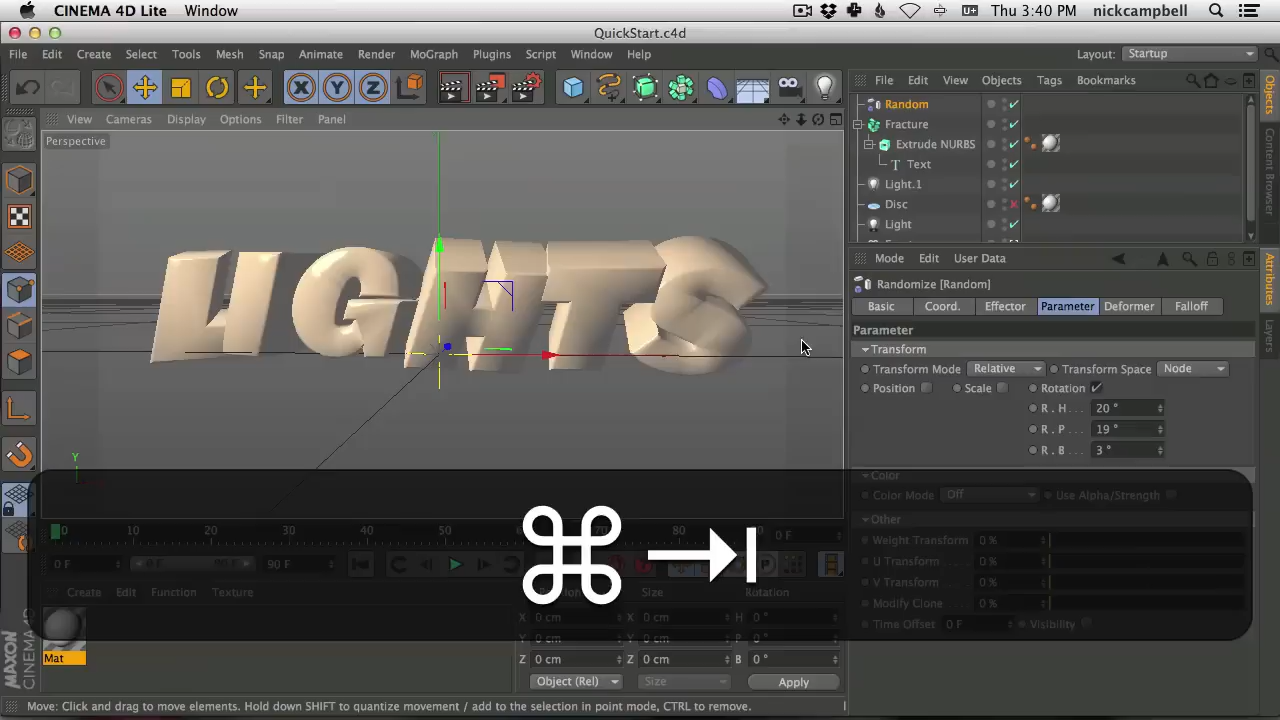 CINEMA 4D Lite Window Thu 3:40 PM nickcampbell
QuickStart.c4d
File Edit Create Select Tools Mesh Snap Animate Render MoGraph Plugins Script Window Help Layout: Startup
X Y Z
File Edit View Objects Tags Bookmarks
View Cameras Display Options Filter Panel
Perspective
Random
Fracture
Extrude NURBS
T Text
Light.1
Disc
Light
Objects
Content Browser
Layers
Mode Edit User Data
Randomize [Random]
Basic Coord. Effector Parameter Deformer Falloff
Parameter
Transform
Transform Mode Relative Transform Space Node
Position Scale Rotation
R . H . . . 20 °
R . P . . . 19 °
R . B . . . 3 °
Attributes
Layers
LIGHTS
Y
Color
Color Mode Off Use Alpha/Strength
Other
Weight Transform 0 %
U Transform 0 %
V Transform 0 %
Modify Clone 0 %
Time Offset 0 F Visibility
0 10 20 30 40 50 80 0 F
0 F 0 F 90 F 90 F
⌘ ⇥
Create Edit Function Texture
Size Rotation
X 0 cm X 0 cm H 0 °
Y 0 cm Y 0 cm P 0 °
Z 0 cm Z 0 cm B 0 °
Object (Rel) Size Apply
Mat
MAXON
CINEMA 4D
Move: Click and drag to move elements. Hold down SHIFT to quantize movement / add to the selection in point mode, CTRL to remove.